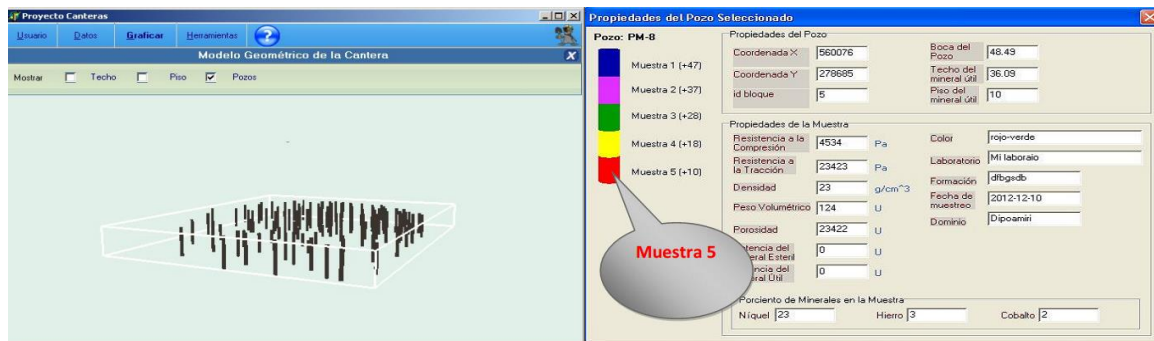 Proyecto Canteras
Usuario Datos Graficar Herramientas ?
Modelo Geométrico de la Cantera X
Mostrar Techo Piso Pozos
Propiedades del Pozo Seleccionado
Pozo: PM-8
Muestra 1 (+47)
Muestra 2 (+37)
Muestra 3 (+28)
Muestra 4 (+18)
Muestra 5 (+10)
Muestra 5
Propiedades del Pozo
Coordenada X 560076
Boca del Pozo 48.49
Coordenada Y 278685
Techo del mineral útil 36.09
id bloque 5
Piso del mineral útil 10
Propiedades de la Muestra
Resistencia a la Compresión 4534 Pa
Color rojo-verde
Resistencia a la Tracción 23423 Pa
Laboratorio Mi laboraio
Densidad 23 g/cm^3
Formación dfbgsdb
Peso Volumétrico 124 U
Fecha de muestreo 2012-12-10
Porosidad 23422 U
Dominio Dipoamiri
del Esteril 0 U
del Útil 0 U
Porciento de Minerales en la Muestra
Níquel 23 Hierro 3 Cobalto 2